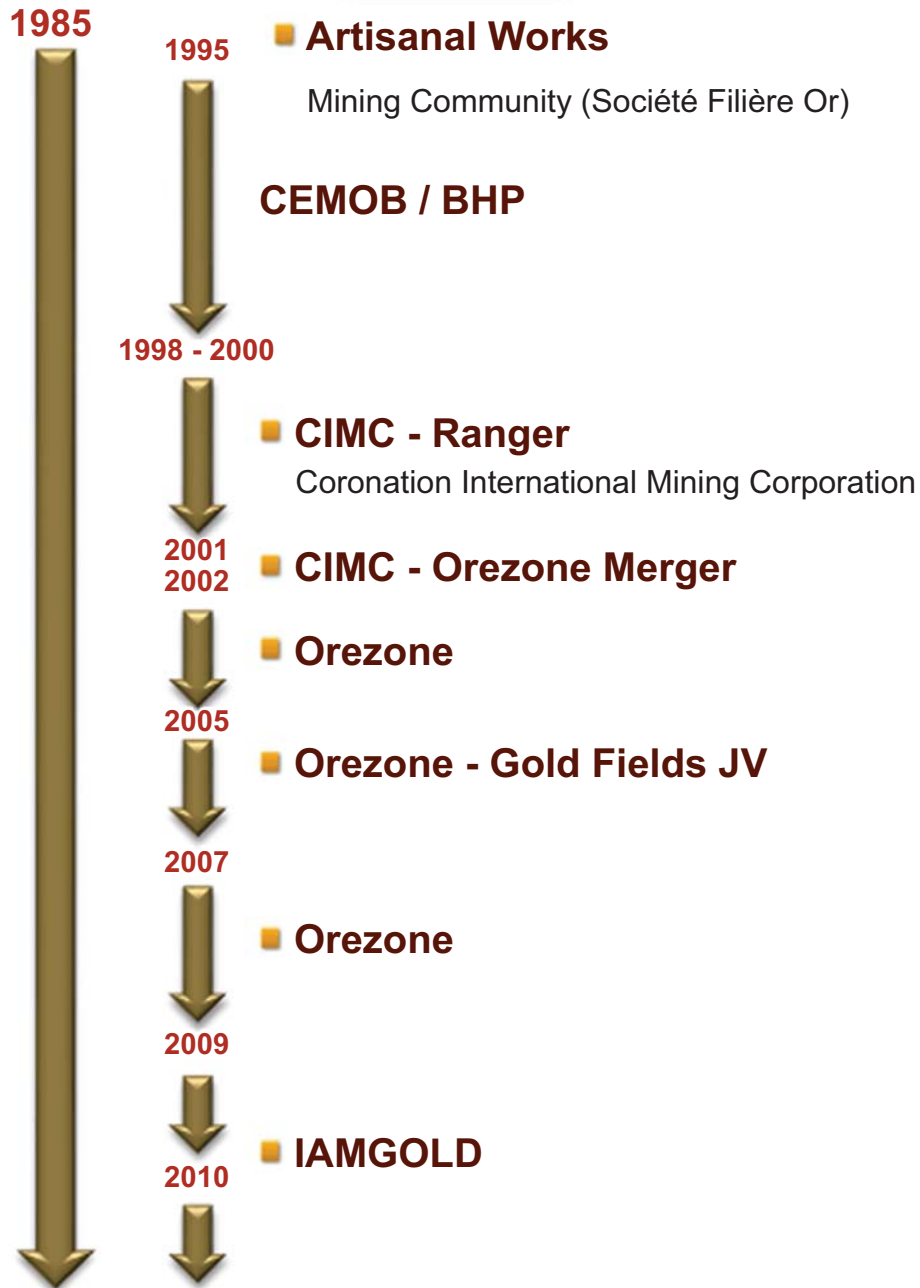 1985
1995
Artisanal Works
Mining Community (Société Filière Or)
CEMOB / BHP
1998 - 2000
CIMC - Ranger
Coronation International Mining Corporation
2001
2002
CIMC - Orezone Merger
Orezone
2005
Orezone - Gold Fields JV
2007
Orezone
2009
IAMGOLD
2010